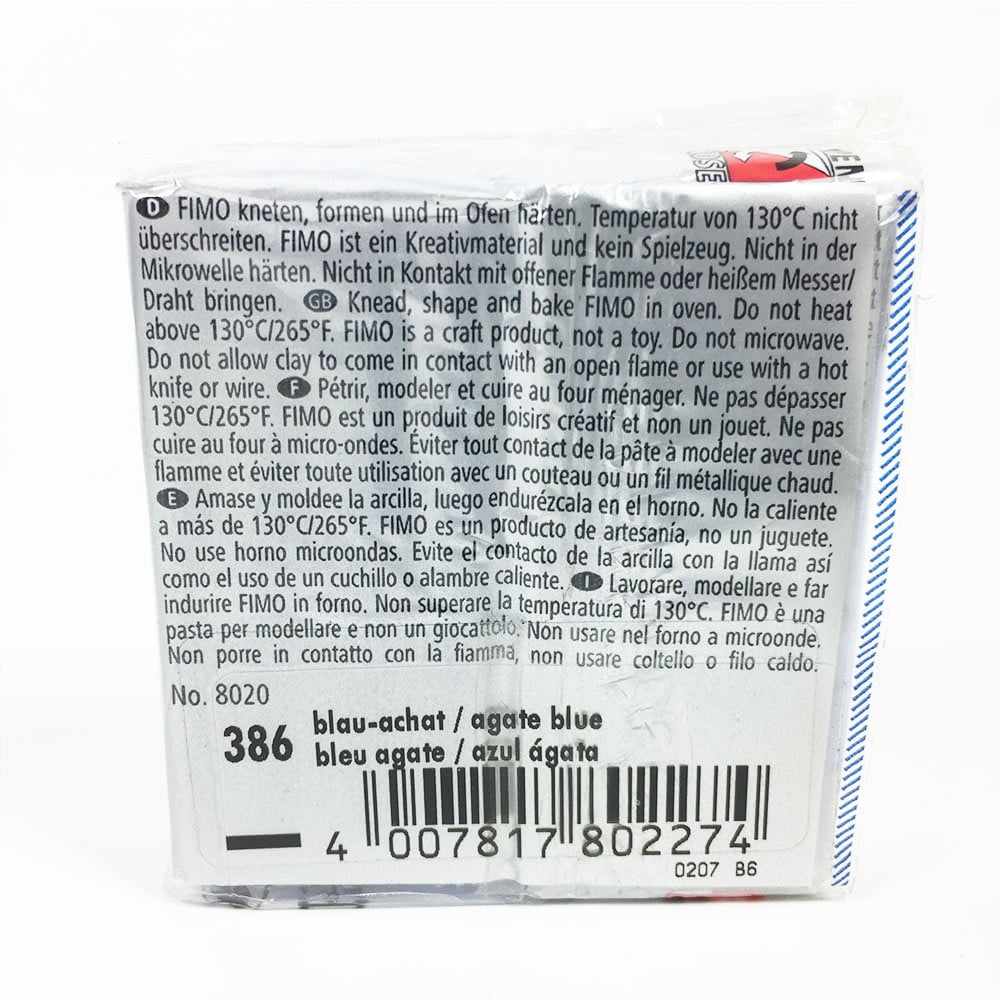 D FIMO kneten, formen und im Ofen härten. Temperatur von 130°C nicht
überschreiten. FIMO ist ein Kreativmaterial und kein Spielzeug. Nicht in der
Mikrowelle härten. Nicht in Kontakt mit offener Flamme oder heißem Messer/
Draht bringen. GB Knead, shape and bake FIMO in oven. Do not heat
above 130°C/265°F. FIMO is a craft product, not a toy. Do not microwave.
Do not allow clay to come in contact with an open flame or use with a hot
knife or wire. F Pétrir, modeler et cuire au four ménager. Ne pas dépasser
130°C/265°F. FIMO est un produit de loisirs créatif et non un jouet. Ne pas
cuire au four à micro-ondes. Éviter tout contact de la pâte à modeler avec une
flamme et éviter toute utilisation avec un couteau ou un fil métallique chaud.
E Amase y moldee la arcilla, luego endurézcala en el horno. No la caliente
a más de 130°C/265°F. FIMO es un producto de artesanía, no un juguete.
No use horno microondas. Evite el contacto de la arcilla con la llama así
como el uso de un cuchillo o alambre caliente. I Lavorare, modellare e far
indurire FIMO in forno. Non superare la temperatura di 130°C. FIMO è una
pasta per modellare e non un giocattolo. Non usare nel forno a microonde.
Non porre in contatto con la fiamma, non usare coltello o filo caldo.
No. 8020
386 blau-achat / agate blue
bleu agate / azul ágata
4 007817 802274
0207 B6